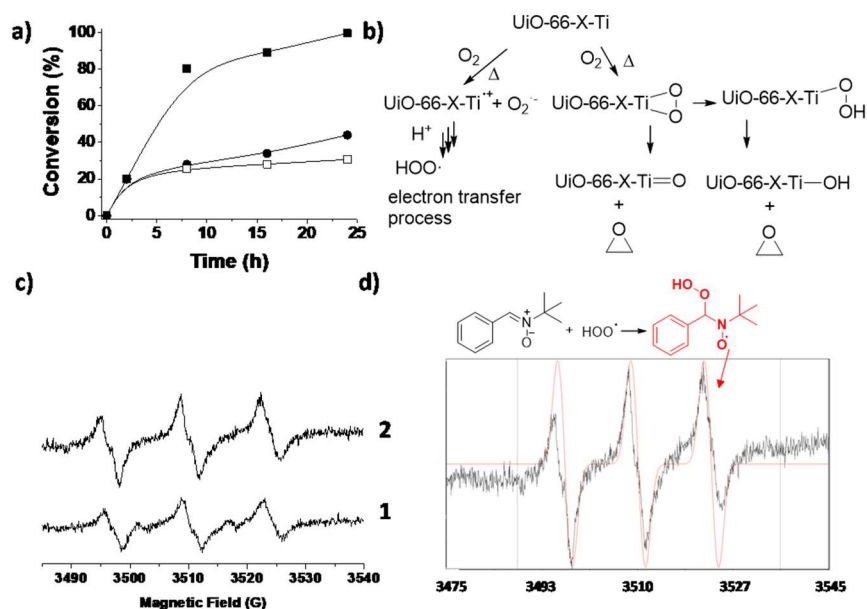 a)
100
80
60
40
20
0
Conversion (%)
0 5 10 15 20 25
Time (h)
b)
UiO-66-X-Ti
O2 Δ
O2 Δ
UiO-66-X-Ti•+ + O2•-
UiO-66-X-Ti O O
UiO-66-X-Ti O OH
H+
HOO•
electron transfer
process
UiO-66-X-Ti=O
+
O
UiO-66-X-Ti—OH
+
O
c)
2
1
3490 3500 3510 3520 3530 3540
Magnetic Field (G)
d)
N+ O−
+ HOO•
HO O N O•
3475 3493 3510 3527 3545